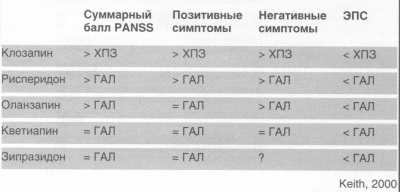 Суммарный балл PANSS Позитивные симптомы Негативные симптомы ЭПС
Клозапин > ХПЗ > ХПЗ > ХПЗ < ХПЗ
Рисперидон > ГАЛ > ГАЛ > ГАЛ < ГАЛ
Оланзапин > ГАЛ = ГАЛ > ГАЛ < ГАЛ
Кветиапин = ГАЛ = ГАЛ = ГАЛ < ГАЛ
Зипразидон = ГАЛ = ГАЛ ? < ГАЛ
Keith, 2000